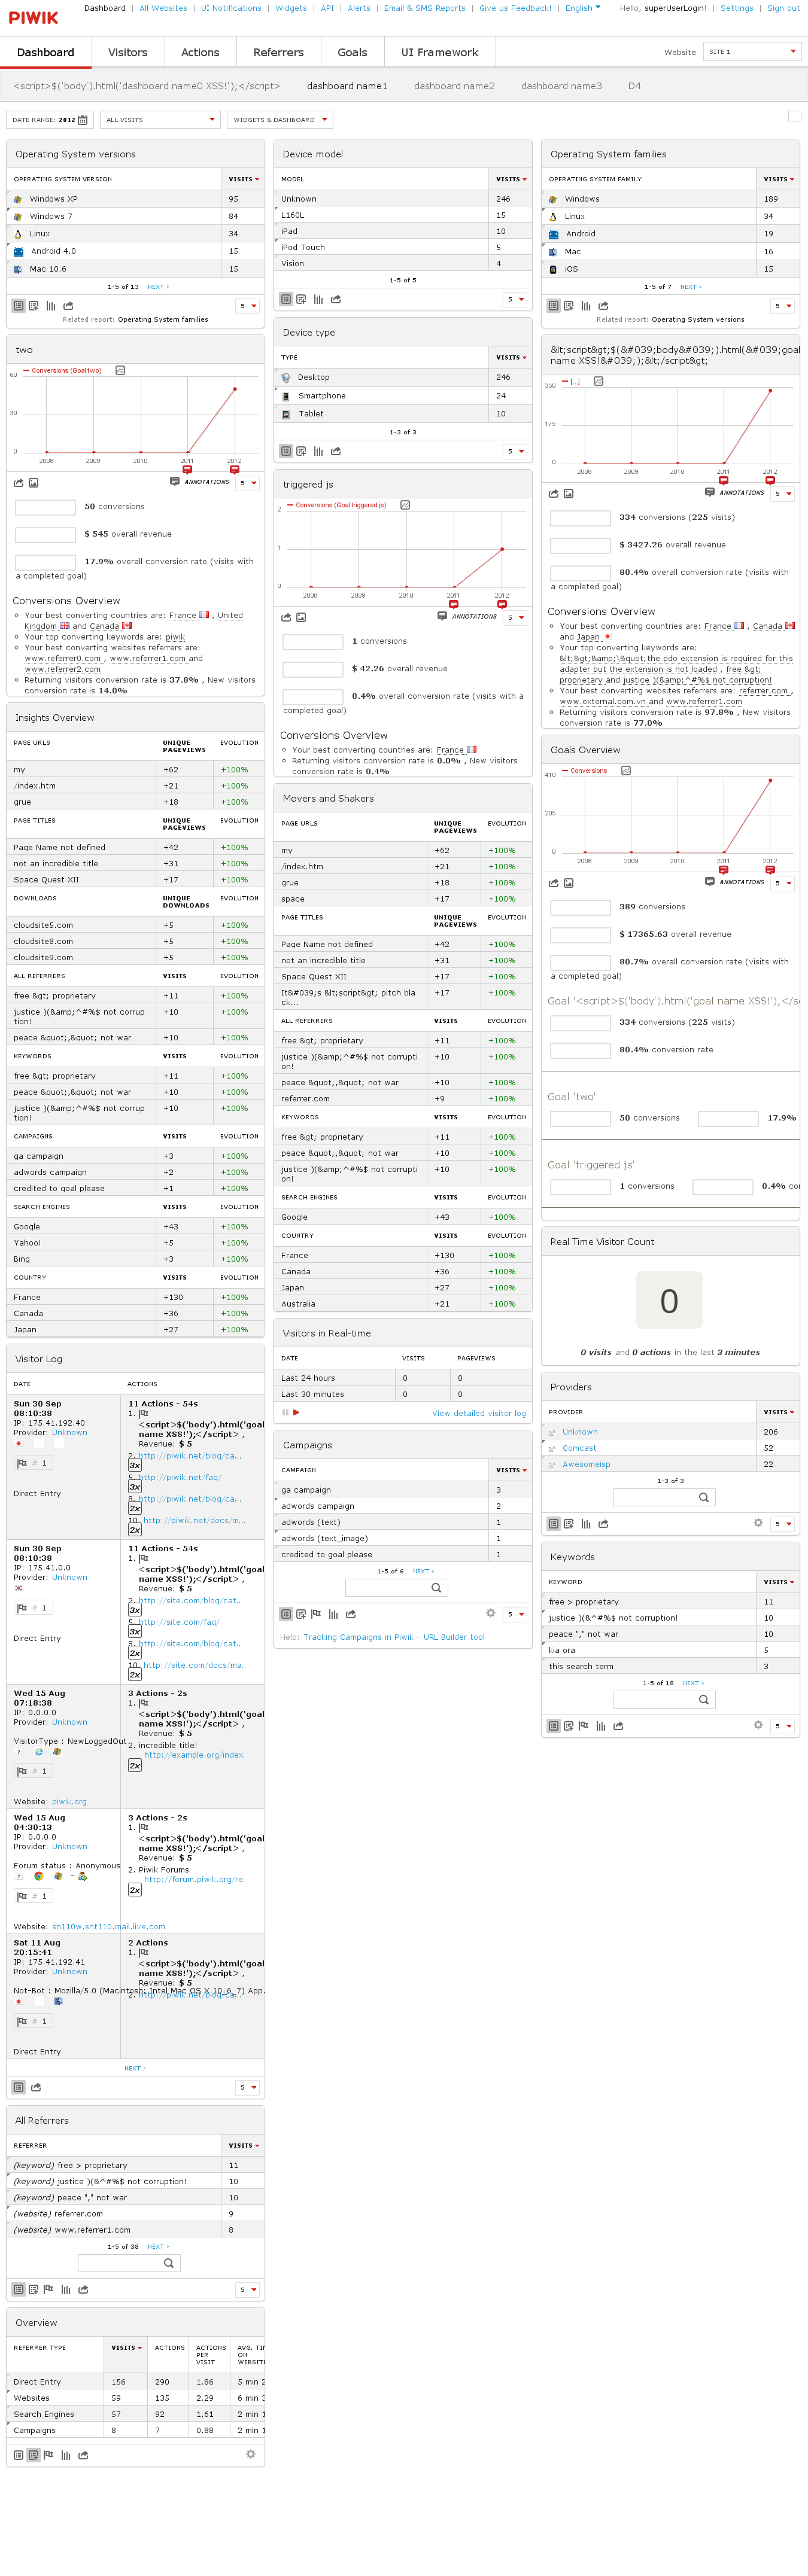 PIWIK
Dashboard | All Websites | UI Notifications | Widgets | API | Alerts | Email & SMS Reports | Give us Feedback! | English
Hello, superUserLogin! | Settings | Sign out
Dashboard Visitors Actions Referrers Goals UI Framework
Website SITE 1
<script>$('body').html('dashboard name0 XSS!');</script> dashboard name1 dashboard name2 dashboard name3 D4
DATE RANGE: 2012 ALL VISITS WIDGETS & DASHBOARD
Operating System versions
OPERATING SYSTEM VERSION VISITS
Windows XP 95
Windows 7 84
Linux 34
Android 4.0 15
Mac 10.6 15
1-5 of 13 NEXT ›
5
Related report: Operating System families
two
Conversions (Goal two)
60
30
0
2008 2009 2010 2011 2012
ANNOTATIONS 5
50 conversions
$ 545 overall revenue
17.9% overall conversion rate (visits with
a completed goal)
Conversions Overview
Your best converting countries are: France , United
Kingdom and Canada
Your top converting keywords are: piwik
Your best converting websites referrers are:
www.referrer0.com , www.referrer1.com and
www.referrer2.com
Returning visitors conversion rate is 37.8% , New visitors
conversion rate is 14.0%
Insights Overview
PAGE URLS UNIQUE PAGEVIEWS EVOLUTION
my +62 +100%
/index.htm +21 +100%
grue +18 +100%
PAGE TITLES UNIQUE PAGEVIEWS EVOLUTION
Page Name not defined +42 +100%
not an incredible title +31 +100%
Space Quest XII +17 +100%
DOWNLOADS UNIQUE DOWNLOADS EVOLUTION
cloudsite5.com +5 +100%
cloudsite8.com +5 +100%
cloudsite9.com +5 +100%
ALL REFERRERS VISITS EVOLUTION
free &gt; proprietary +11 +100%
justice )(&amp;^#%$ not corrup +10 +100%
tion!
peace &quot;,&quot; not war +10 +100%
KEYWORDS VISITS EVOLUTION
free &gt; proprietary +11 +100%
peace &quot;,&quot; not war +10 +100%
justice )(&amp;^#%$ not corrup +10 +100%
tion!
CAMPAIGNS VISITS EVOLUTION
ga campaign +3 +100%
adwords campaign +2 +100%
credited to goal please +1 +100%
SEARCH ENGINES VISITS EVOLUTION
Google +43 +100%
Yahoo! +5 +100%
Bing +3 +100%
COUNTRY VISITS EVOLUTION
France +130 +100%
Canada +36 +100%
Japan +27 +100%
Visitor Log
DATE ACTIONS
Sun 30 Sep 11 Actions - 54s
08:10:38 1.
IP: 175.41.192.40 <script>$('body').html('goal
Provider: Unknown name XSS!');</script> ,
Revenue: $ 5
# 1
2. http://piwik.net/blog/ca...
3x
5. http://piwik.net/faq/
3x
Direct Entry
8. http://piwik.net/blog/ca...
2x
10. http://piwik.net/docs/m...
2x
Sun 30 Sep 11 Actions - 54s
08:10:38 1.
IP: 175.41.0.0 <script>$('body').html('goal
Provider: Unknown name XSS!');</script> ,
Revenue: $ 5
# 1
2. http://site.com/blog/cat..
3x
5. http://site.com/faq/
3x
Direct Entry
8. http://site.com/blog/cat..
2x
10. http://site.com/docs/ma..
2x
Wed 15 Aug 3 Actions - 2s
07:18:38 1.
IP: 0.0.0.0 <script>$('body').html('goal
Provider: Unknown name XSS!');</script> ,
Revenue: $ 5
VisitorType : NewLoggedOut
2. incredible title!
http://example.org/index.
2x
# 1
Website: piwik.org
Wed 15 Aug 3 Actions - 2s
04:30:13 1.
IP: 0.0.0.0 <script>$('body').html('goal
Provider: Unknown name XSS!');</script> ,
Revenue: $ 5
Forum status : Anonymous
2. Piwik Forums
http://forum.piwik.org/re.
2x
# 1
Website: sn110w.snt110.mail.live.com
Sat 11 Aug 2 Actions
20:15:41 1.
IP: 175.41.192.41 <script>$('body').html('goal
Provider: Unknown name XSS!');</script> ,
Revenue: $ 5
Not-Bot : Mozilla/5.0 (Macintosh; Intel Mac OS X 10_6_7) App.
2. http://piwik.net/blog/ca...
# 1
Direct Entry
NEXT ›
5
All Referrers
REFERRER VISITS
(keyword) free > proprietary 11
(keyword) justice )(&^#%$ not corruption! 10
(keyword) peace "," not war 10
(website) referrer.com 9
(website) www.referrer1.com 8
1-5 of 38 NEXT ›
5
Overview
REFERRER TYPE VISITS ACTIONS ACTIONS PER VISIT AVG. TIM ON WEBSITE
Direct Entry 156 290 1.86 5 min 2
Websites 59 135 2.29 6 min 3
Search Engines 57 92 1.61 2 min 1
Campaigns 8 7 0.88 2 min 1
Device model
MODEL VISITS
Unknown 246
L160L 15
iPad 10
iPod Touch 5
Vision 4
1-5 of 5
5
Device type
TYPE VISITS
Desktop 246
Smartphone 24
Tablet 10
1-3 of 3
5
triggered js
Conversions (Goal triggered js)
2
1
0
2008 2009 2010 2011 2012
ANNOTATIONS 5
1 conversions
$ 42.26 overall revenue
0.4% overall conversion rate (visits with a
completed goal)
Conversions Overview
Your best converting countries are: France
Returning visitors conversion rate is 0.0% , New visitors
conversion rate is 0.4%
Movers and Shakers
PAGE URLS UNIQUE PAGEVIEWS EVOLUTION
my +62 +100%
/index.htm +21 +100%
grue +18 +100%
space +17 +100%
PAGE TITLES UNIQUE PAGEVIEWS EVOLUTION
Page Name not defined +42 +100%
not an incredible title +31 +100%
Space Quest XII +17 +100%
It&#039;s &lt;script&gt; pitch bla +17 +100%
ck...
ALL REFERRERS VISITS EVOLUTION
free &gt; proprietary +11 +100%
justice )(&amp;^#%$ not corrupti +10 +100%
on!
peace &quot;,&quot; not war +10 +100%
referrer.com +9 +100%
KEYWORDS VISITS EVOLUTION
free &gt; proprietary +11 +100%
peace &quot;,&quot; not war +10 +100%
justice )(&amp;^#%$ not corrupti +10 +100%
on!
SEARCH ENGINES VISITS EVOLUTION
Google +43 +100%
COUNTRY VISITS EVOLUTION
France +130 +100%
Canada +36 +100%
Japan +27 +100%
Australia +21 +100%
Visitors in Real-time
DATE VISITS PAGEVIEWS
Last 24 hours 0 0
Last 30 minutes 0 0
View detailed visitor log
Campaigns
CAMPAIGN VISITS
ga campaign 3
adwords campaign 2
adwords (text) 1
adwords (text_image) 1
credited to goal please 1
1-5 of 6 NEXT ›
5
Help: Tracking Campaigns in Piwik - URL Builder tool
Operating System families
OPERATING SYSTEM FAMILY VISITS
Windows 189
Linux 34
Android 19
Mac 16
iOS 15
1-5 of 7 NEXT ›
5
Related report: Operating System versions
&lt;script&gt;$(&#039;body&#039;).html(&#039;goal
name XSS!&#039;);&lt;/script&gt;
[...]
350
175
0
2008 2009 2010 2011 2012
ANNOTATIONS 5
334 conversions (225 visits)
$ 3427.26 overall revenue
80.4% overall conversion rate (visits with
a completed goal)
Conversions Overview
Your best converting countries are: France , Canada
and Japan
Your top converting keywords are:
&lt;&gt;&amp;\&quot;the pdo extension is required for this
adapter but the extension is not loaded , free &gt;
proprietary and justice )(&amp;^#%$ not corruption!
Your best converting websites referrers are: referrer.com ,
www.external.com.vn and www.referrer1.com
Returning visitors conversion rate is 97.8% , New visitors
conversion rate is 77.0%
Goals Overview
Conversions
410
205
0
2008 2009 2010 2011 2012
ANNOTATIONS 5
389 conversions
$ 17365.63 overall revenue
80.7% overall conversion rate (visits with
a completed goal)
Goal '<script>$('body').html('goal name XSS!');</sc
334 conversions (225 visits)
80.4% conversion rate
Goal 'two'
50 conversions 17.9%
Goal 'triggered js'
1 conversions 0.4% con
Real Time Visitor Count
0
0 visits and 0 actions in the last 3 minutes
Providers
PROVIDER VISITS
Unknown 206
Comcast 52
Awesomeisp 22
1-3 of 3
5
Keywords
KEYWORD VISITS
free > proprietary 11
justice )(&^#%$ not corruption! 10
peace "," not war 10
kia ora 5
this search term 3
1-5 of 18 NEXT ›
5